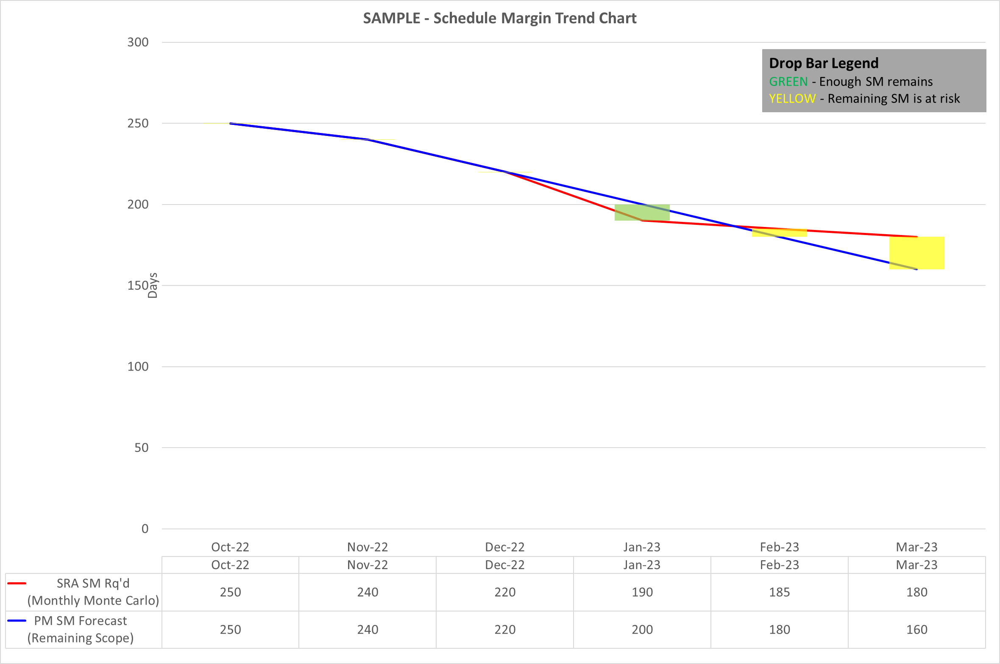 SAMPLE - Schedule Margin Trend Chart
300
Drop Bar Legend
GREEN - Enough SM remains
YELLOW - Remaining SM is at risk
250
200
150
Days
100
50
0
Oct-22 Nov-22 Dec-22 Jan-23 Feb-23 Mar-23
Oct-22 Nov-22 Dec-22 Jan-23 Feb-23 Mar-23
SRA SM Rq'd
(Monthly Monte Carlo)
250 240 220 190 185 180
PM SM Forecast
(Remaining Scope)
250 240 220 200 180 160